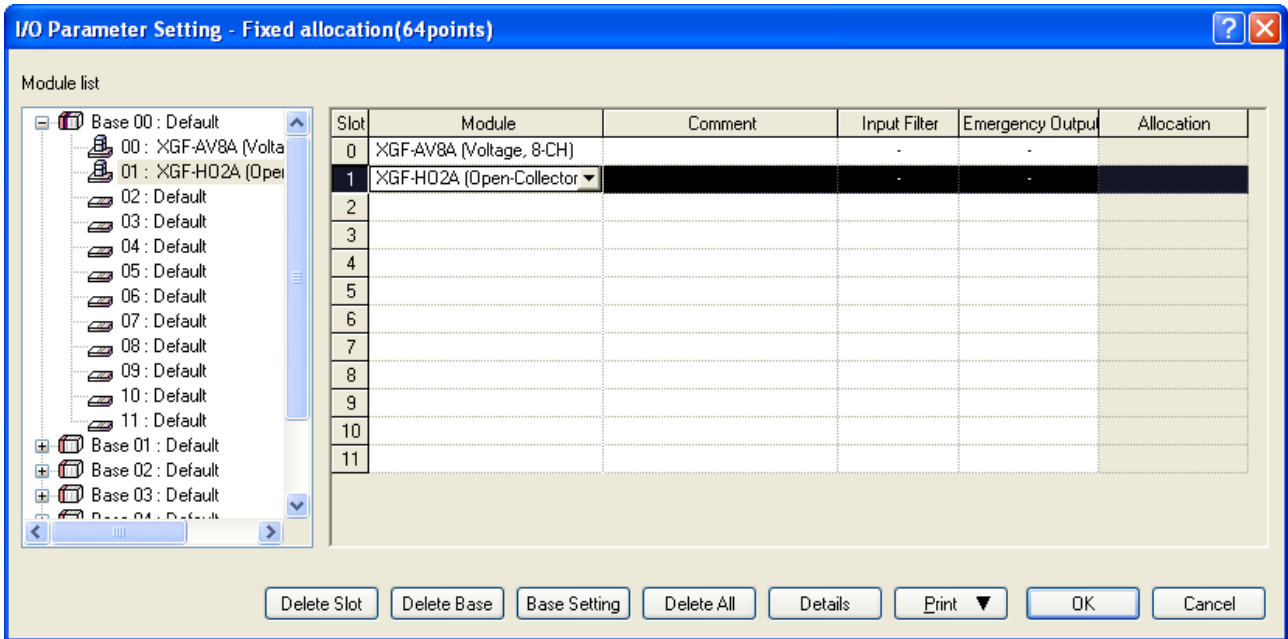 I/O Parameter Setting - Fixed allocation(64points)
Module list
Base 00 : Default
00 : XGF-AV8A (Volta
01 : XGF-HO2A (Oper
02 : Default
03 : Default
04 : Default
05 : Default
06 : Default
07 : Default
08 : Default
09 : Default
10 : Default
11 : Default
Base 01 : Default
Base 02 : Default
Base 03 : Default
Slot Module Comment Input Filter Emergency Output Allocation
0 XGF-AV8A (Voltage, 8-CH) - -
1 XGF-HO2A (Open-Collector - -
2
3
4
5
6
7
8
9
10
11
Delete Slot Delete Base Base Setting Delete All Details Print ▼ OK Cancel